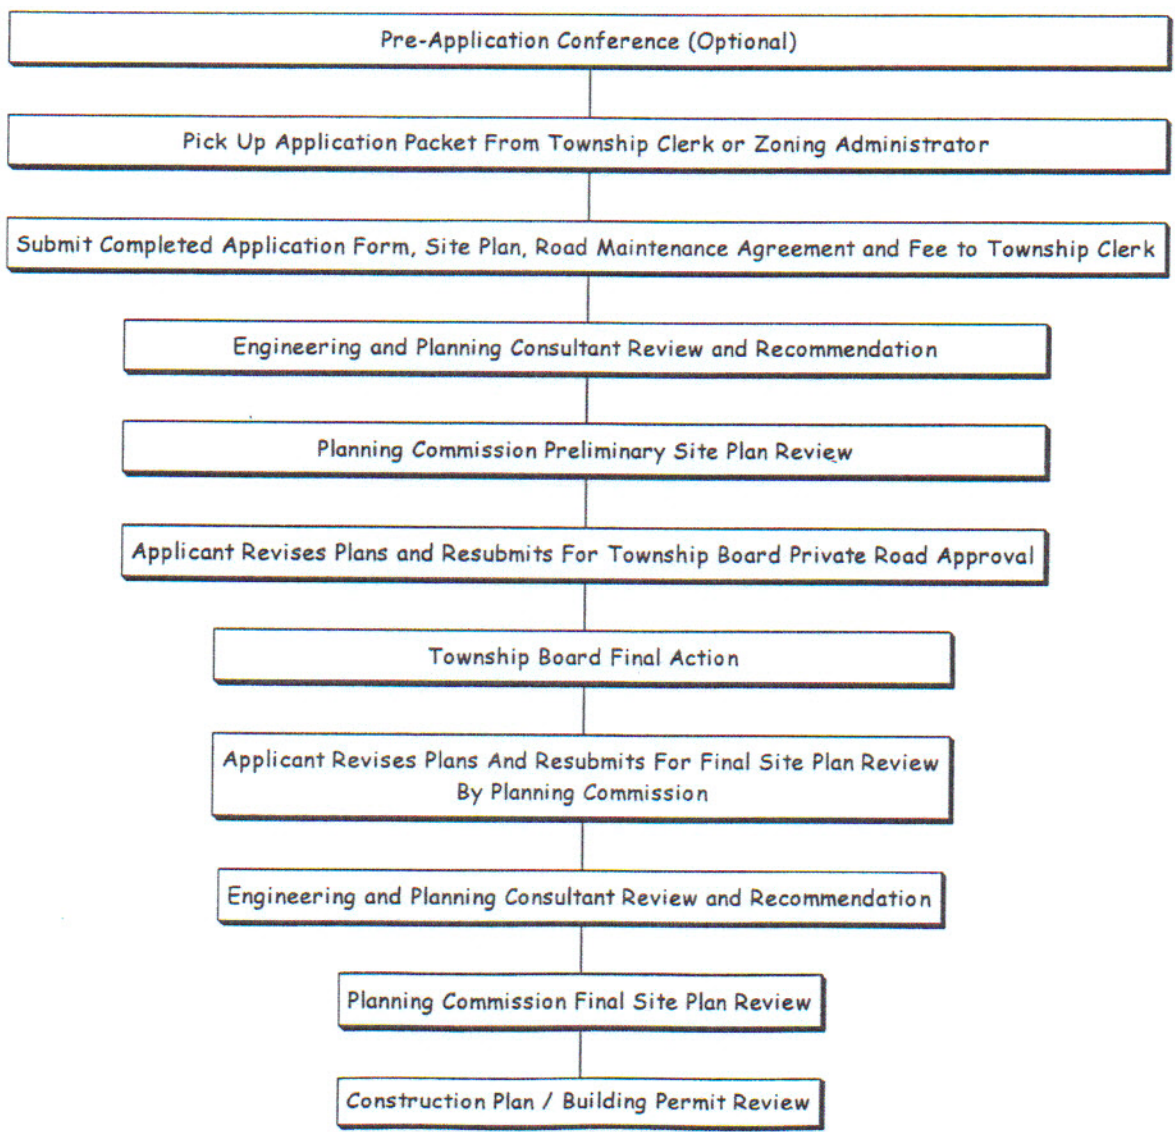 Pre-Application Conference (Optional)
Pick Up Application Packet From Township Clerk or Zoning Administrator
Submit Completed Application Form, Site Plan, Road Maintenance Agreement and Fee to Township Clerk
Engineering and Planning Consultant Review and Recommendation
Planning Commission Preliminary Site Plan Review
Applicant Revises Plans and Resubmits For Township Board Private Road Approval
Township Board Final Action
Applicant Revises Plans And Resubmits For Final Site Plan Review
By Planning Commission
Engineering and Planning Consultant Review and Recommendation
Planning Commission Final Site Plan Review
Construction Plan / Building Permit Review